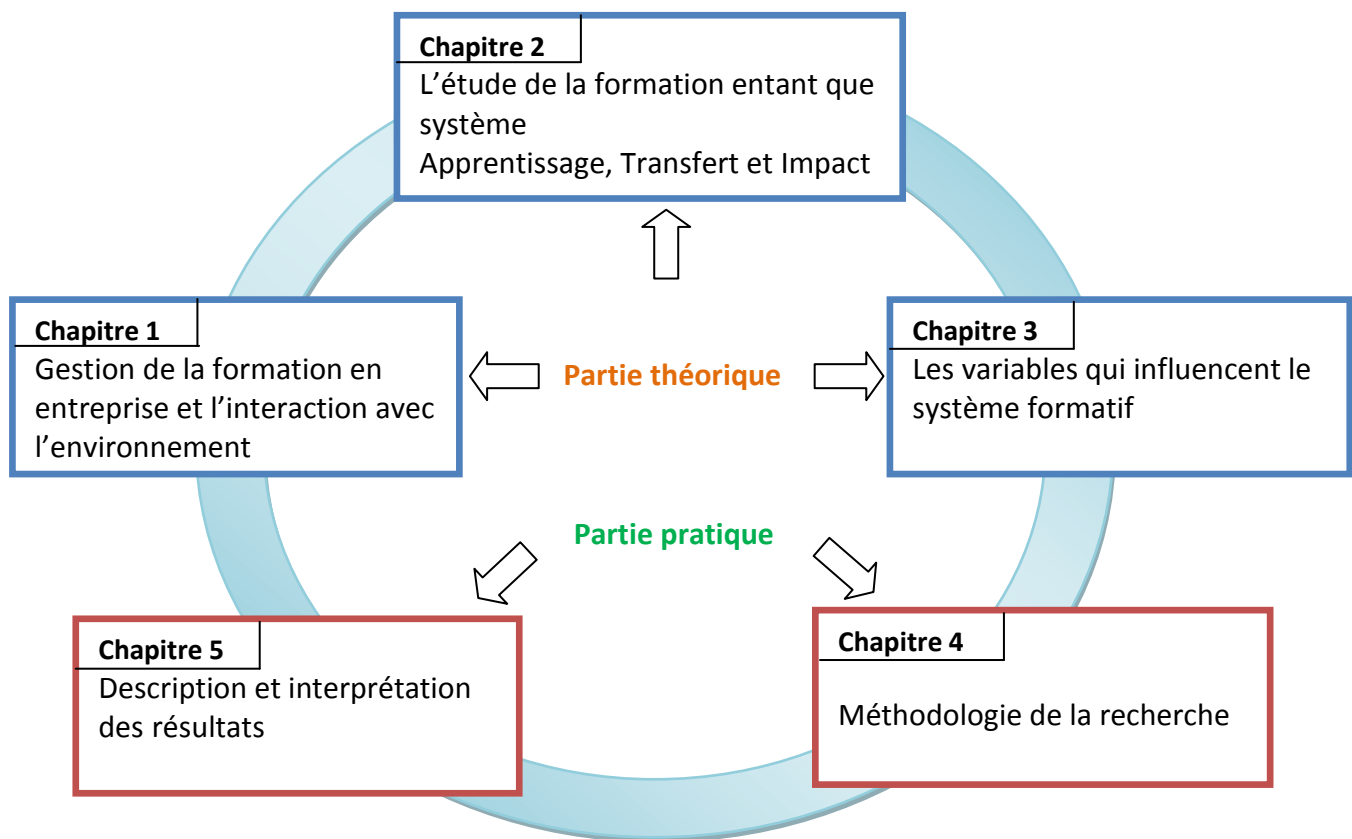 Chapitre 2
L’étude de la formation entant que
système
Apprentissage, Transfert et Impact
Chapitre 1
Gestion de la formation en
entreprise et l’interaction avec
l’environnement
Partie théorique
Chapitre 3
Les variables qui influencent le
système formatif
Partie pratique
Chapitre 5
Description et interprétation
des résultats
Chapitre 4
Méthodologie de la recherche